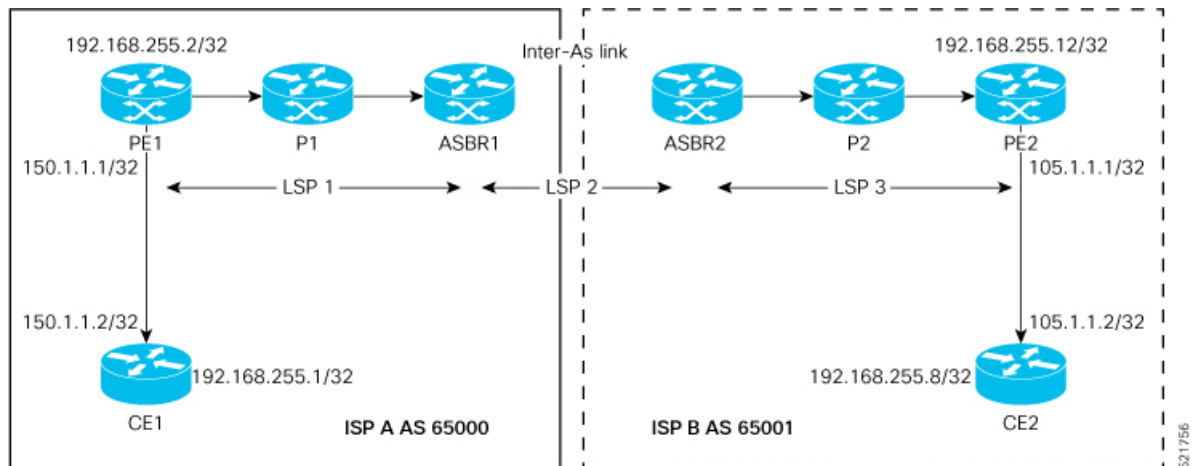 192.168.255.2/32
Inter-As link
192.168.255.12/32
PE1
P1
ASBR1
ASBR2
P2
PE2
150.1.1.1/32
105.1.1.1/32
LSP 1
LSP 2
LSP 3
150.1.1.2/32
105.1.1.2/32
192.168.255.1/32
192.168.255.8/32
CE1
ISP A AS 65000
ISP B AS 65001
CE2
521756